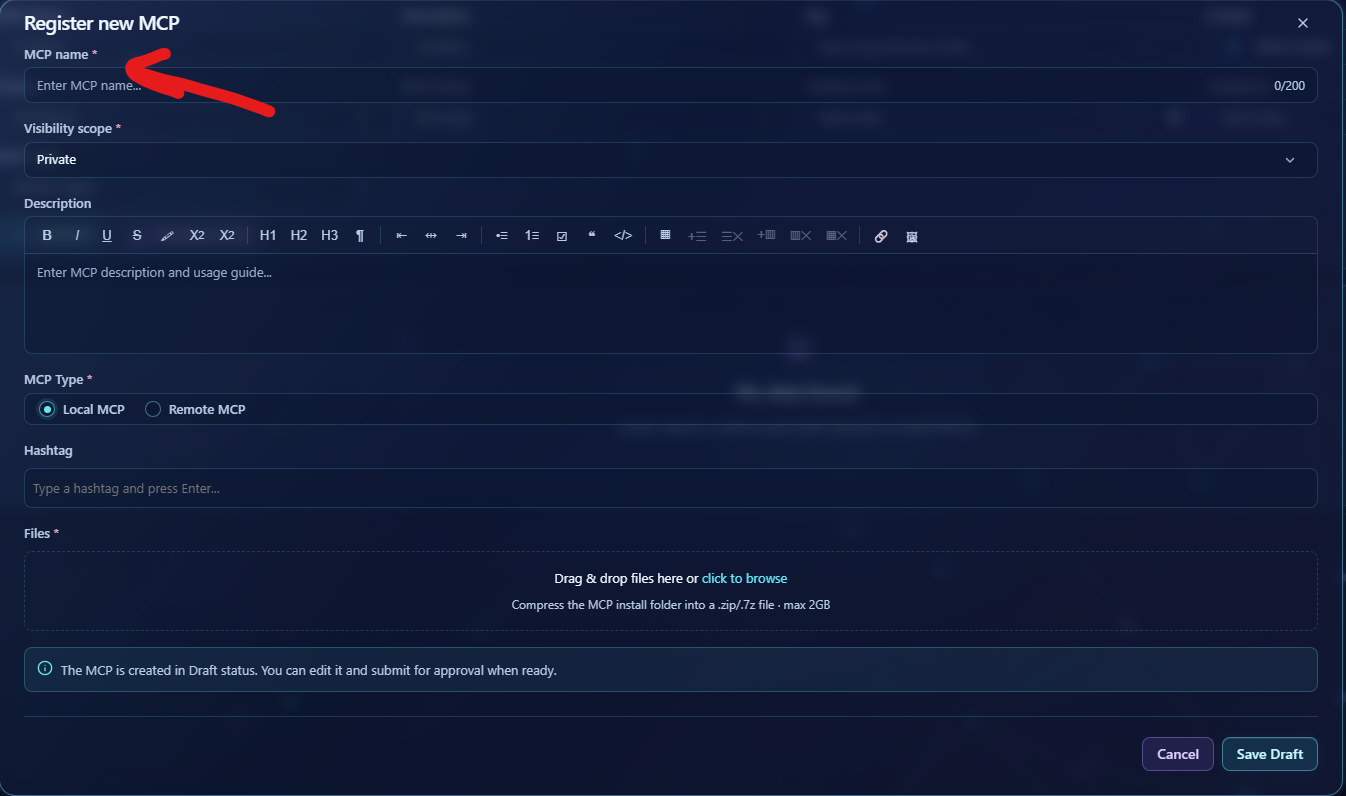 Register new MCP
MCP name *
Enter MCP name...
0/200
Visibility scope *
Private
Description
B I U S X2 X2 H1 H2 H3 ¶ 1 </>
Enter MCP description and usage guide...
MCP Type *
Local MCP Remote MCP
Hashtag
Type a hashtag and press Enter...
Files *
Drag & drop files here or click to browse
Compress the MCP install folder into a .zip/.7z file · max 2GB
The MCP is created in Draft status. You can edit it and submit for approval when ready.
Cancel Save Draft